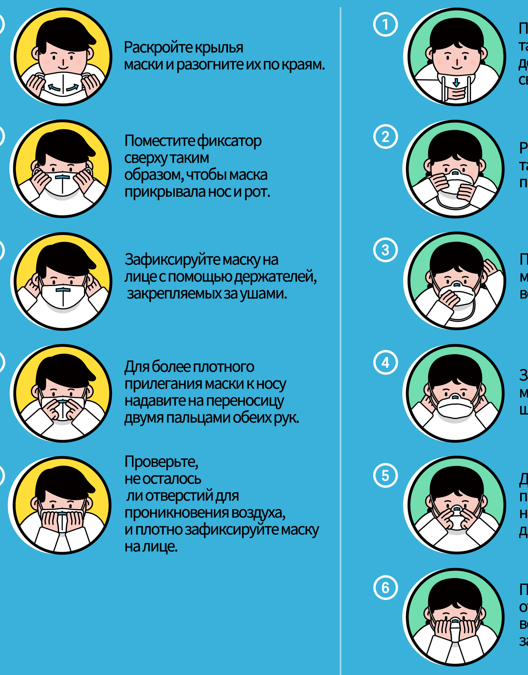 Раскройте крылья
маски и разогните их по краям.
Поместите фиксатор
сверху таким
образом, чтобы маска
прикрывала нос и рот.
Зафиксируйте маску на
лице с помощью держателей,
закрепляемых за ушами.
Для более плотного
прилегания маски к носу
надавите на переносицу
двумя пальцами обеих рук.
Проверьте,
не осталось
ли отверстий для
проникновения воздуха,
и плотно зафиксируйте маску
на лице.
1
2
3
4
5
6